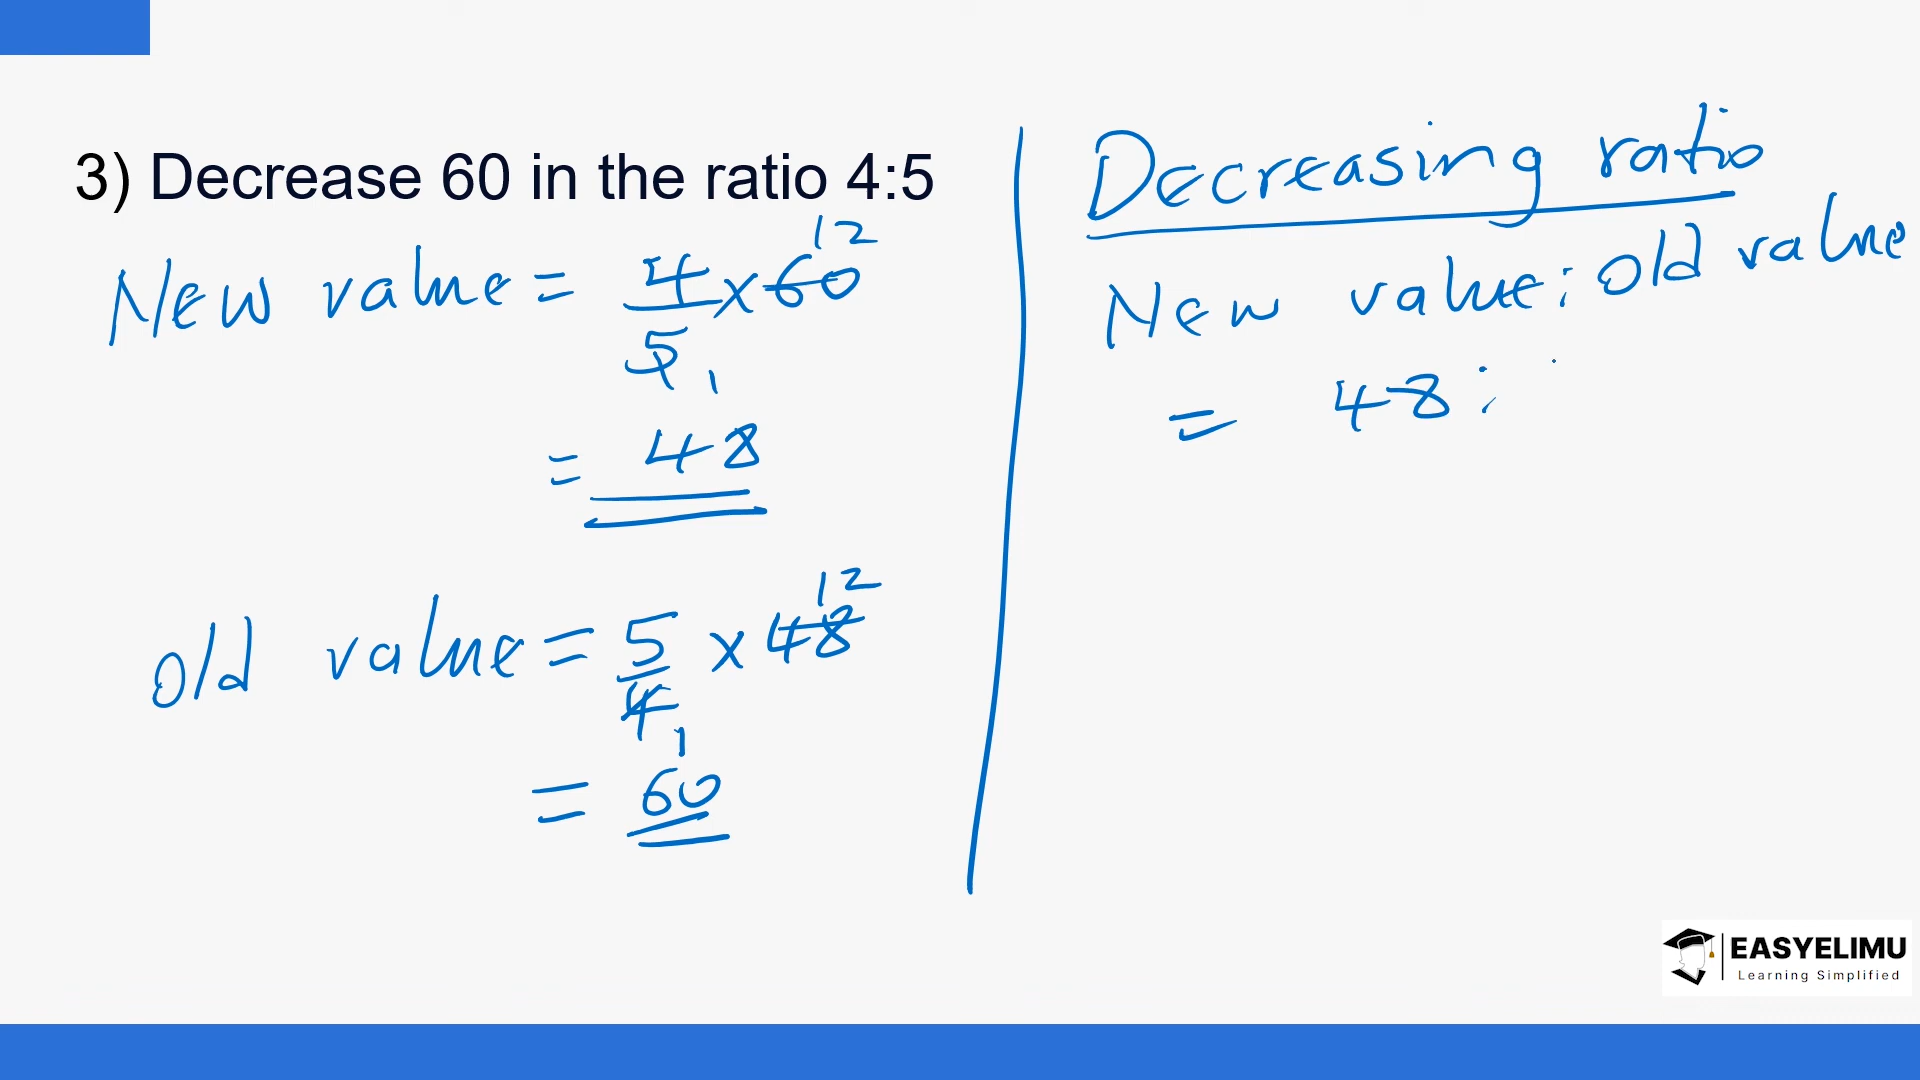 3) Decrease 60 in the ratio 4:5
12
New value = 4/5 x 60
1
= 48
12
old value = 5/4 x 48
1
= 60
Decreasing ratio
New value : old value
= 48 :
EASYELIMU
Learning Simplified